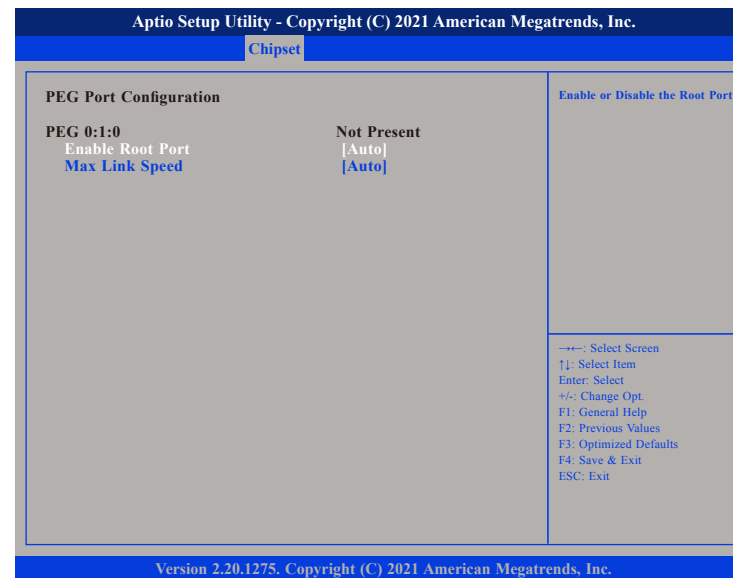 Aptio Setup Utility - Copyright (C) 2021 American Megatrends, Inc.
Chipset
PEG Port Configuration
PEG 0:1:0 Not Present
Enable Root Port [Auto]
Max Link Speed [Auto]
Enable or Disable the Root Port
→←: Select Screen
↑↓: Select Item
Enter: Select
+/-: Change Opt.
F1: General Help
F2: Previous Values
F3: Optimized Defaults
F4: Save & Exit
ESC: Exit
Version 2.20.1275. Copyright (C) 2021 American Megatrends, Inc.